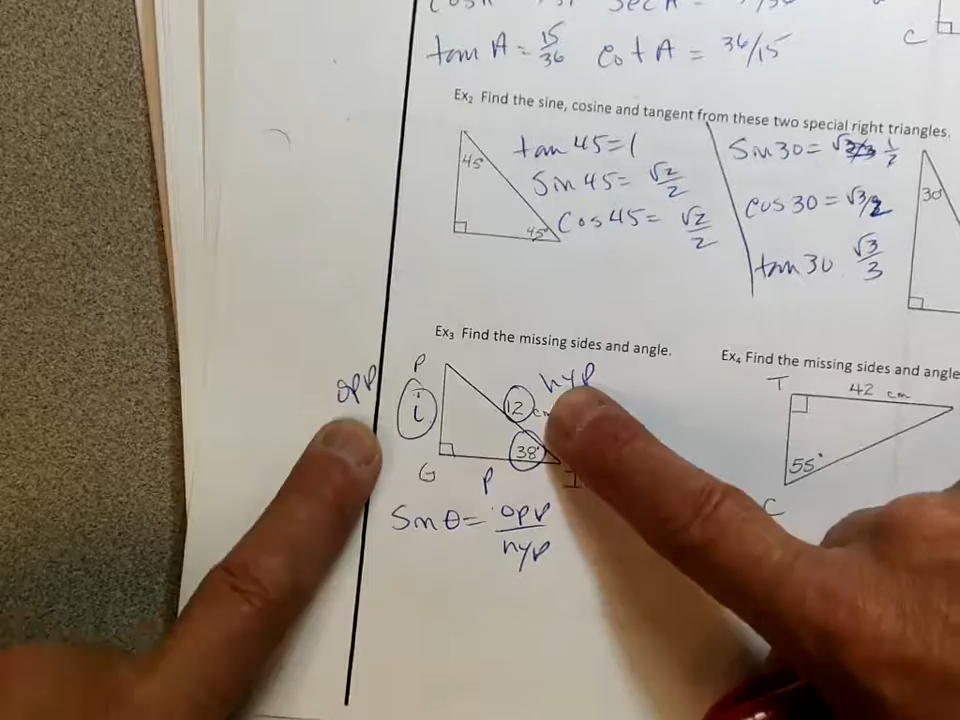 tan A = 15/36 cot A = 36/15
C
Ex2 Find the sine, cosine and tangent from these two special right triangles.
45°
45°
tan 45 = 1
Sin 45 = √2/2
Cos 45 = √2/2
Sin 30 = 1/2
cos 30 = √3/2
tan 30 √3/3
30
Ex3 Find the missing sides and angle.
P
opp
i
12 cm
hyp
38°
G
P
I
Sin θ = opp/hyp
Ex4 Find the missing sides and angle
T
42 cm
55°
C